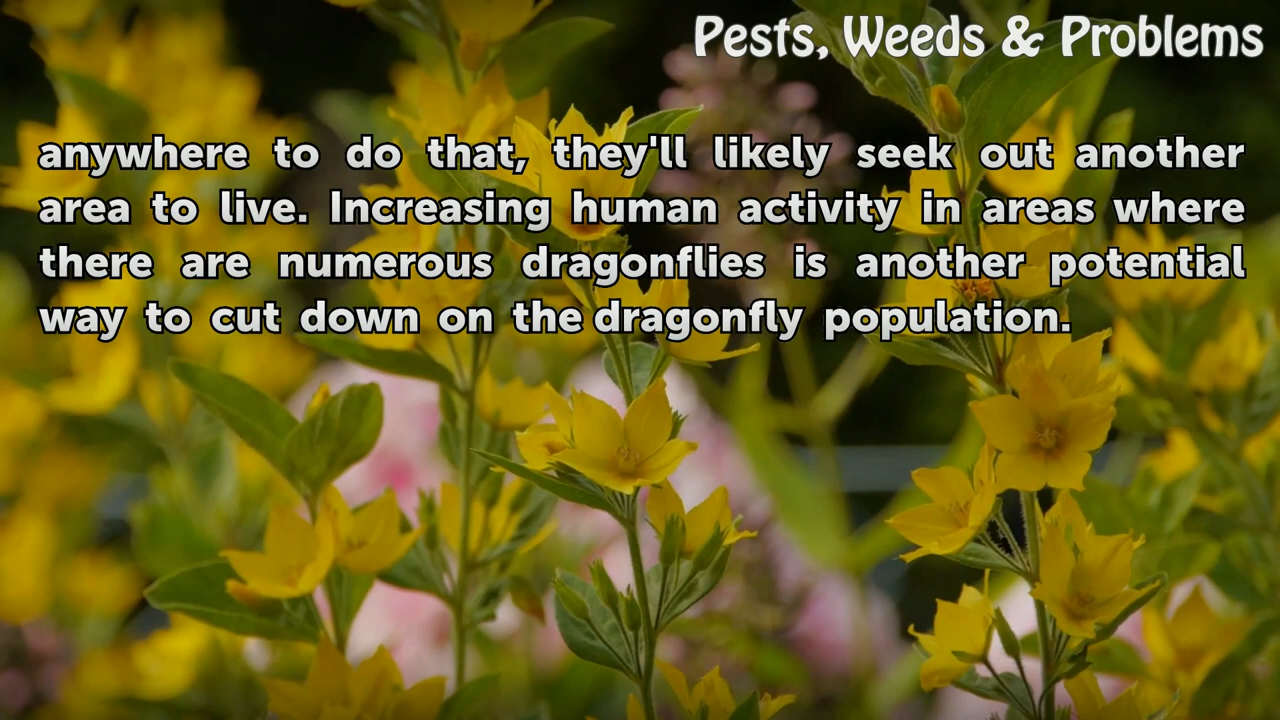 Pests, Weeds & Problems
anywhere to do that, they'll likely seek out another
area to live. Increasing human activity in areas where
there are numerous dragonflies is another potential
way to cut down on the dragonfly population.